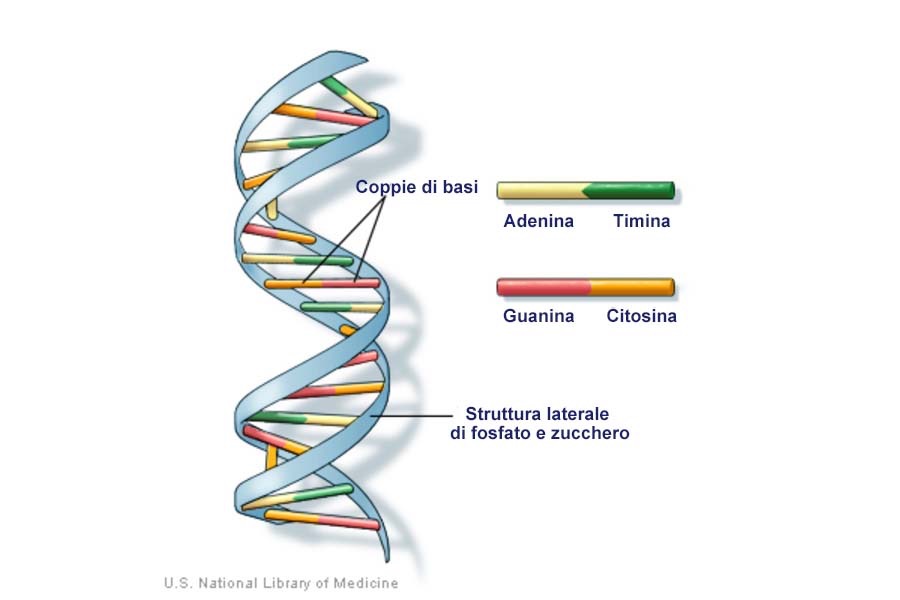 Coppie di basi
Adenina Timina
Guanina Citosina
Struttura laterale
di fosfato e zucchero
U.S. National Library of Medicine